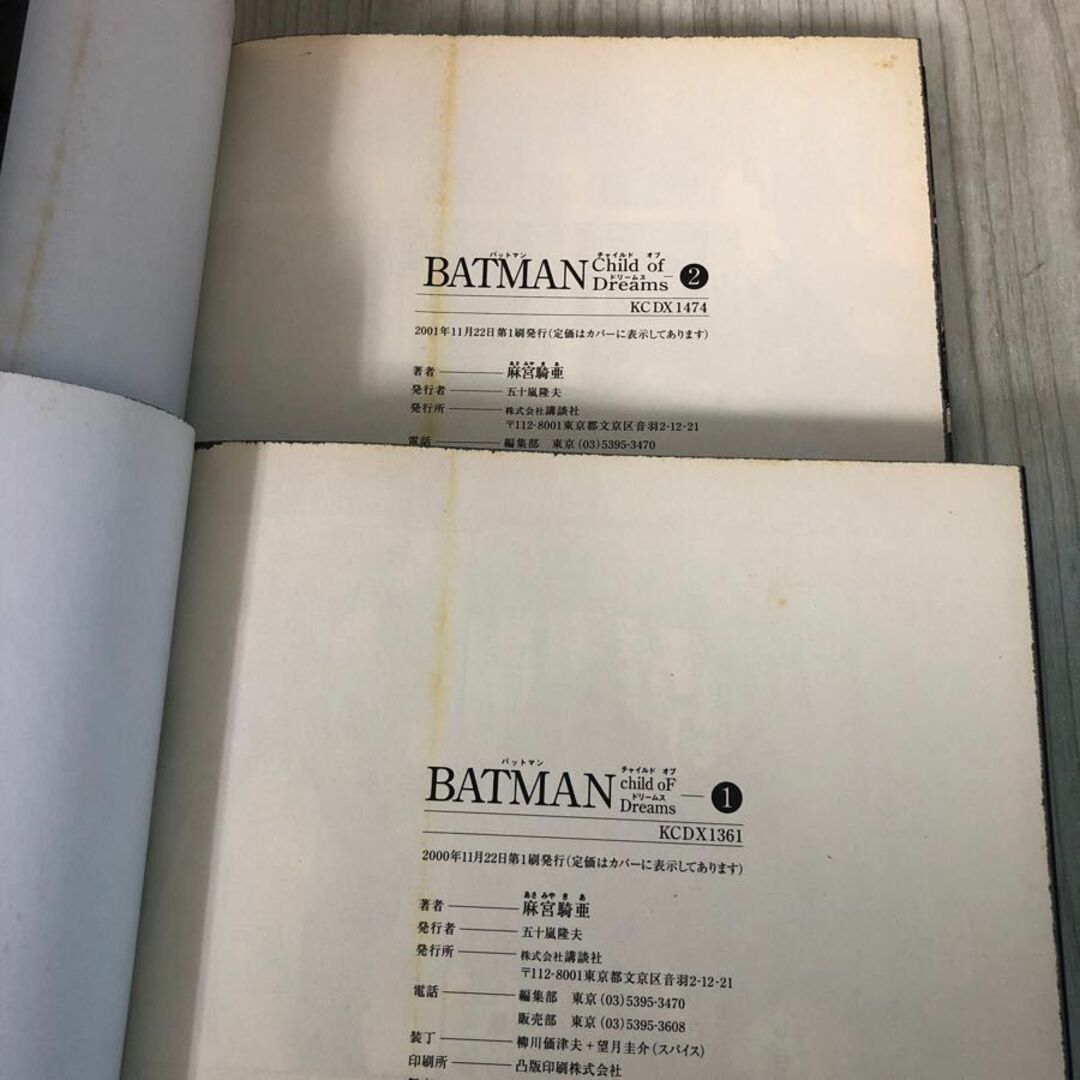 バットマン チャイルド オブ
BATMAN Child of
ドリームス
Dreams — 2
KCDX1474
2001年11月22日第1刷発行(定価はカバーに表示してあります)
あさ みや き あ
著者 ——— 麻宮騎亜
発行者 ——— 五十嵐隆夫
発行所 ——— 株式会社講談社
〒112-8001東京都文京区音羽2-12-21
電話 ——— 編集部 東京(03)5395-3470
バットマン チャイルド オブ
BATMAN child oF
ドリームス
Dreams — 1
KCDX1361
2000年11月22日第1刷発行(定価はカバーに表示してあります)
あさ みや き あ
著者 ——— 麻宮騎亜
発行者 ——— 五十嵐隆夫
発行所 ——— 株式会社講談社
〒112-8001東京都文京区音羽2-12-21
電話 ——— 編集部 東京(03)5395-3470
販売部 東京(03)5395-3608
装丁 ——— 柳川価津夫+望月圭介(スパイス)
印刷所 ——— 凸版印刷株式会社